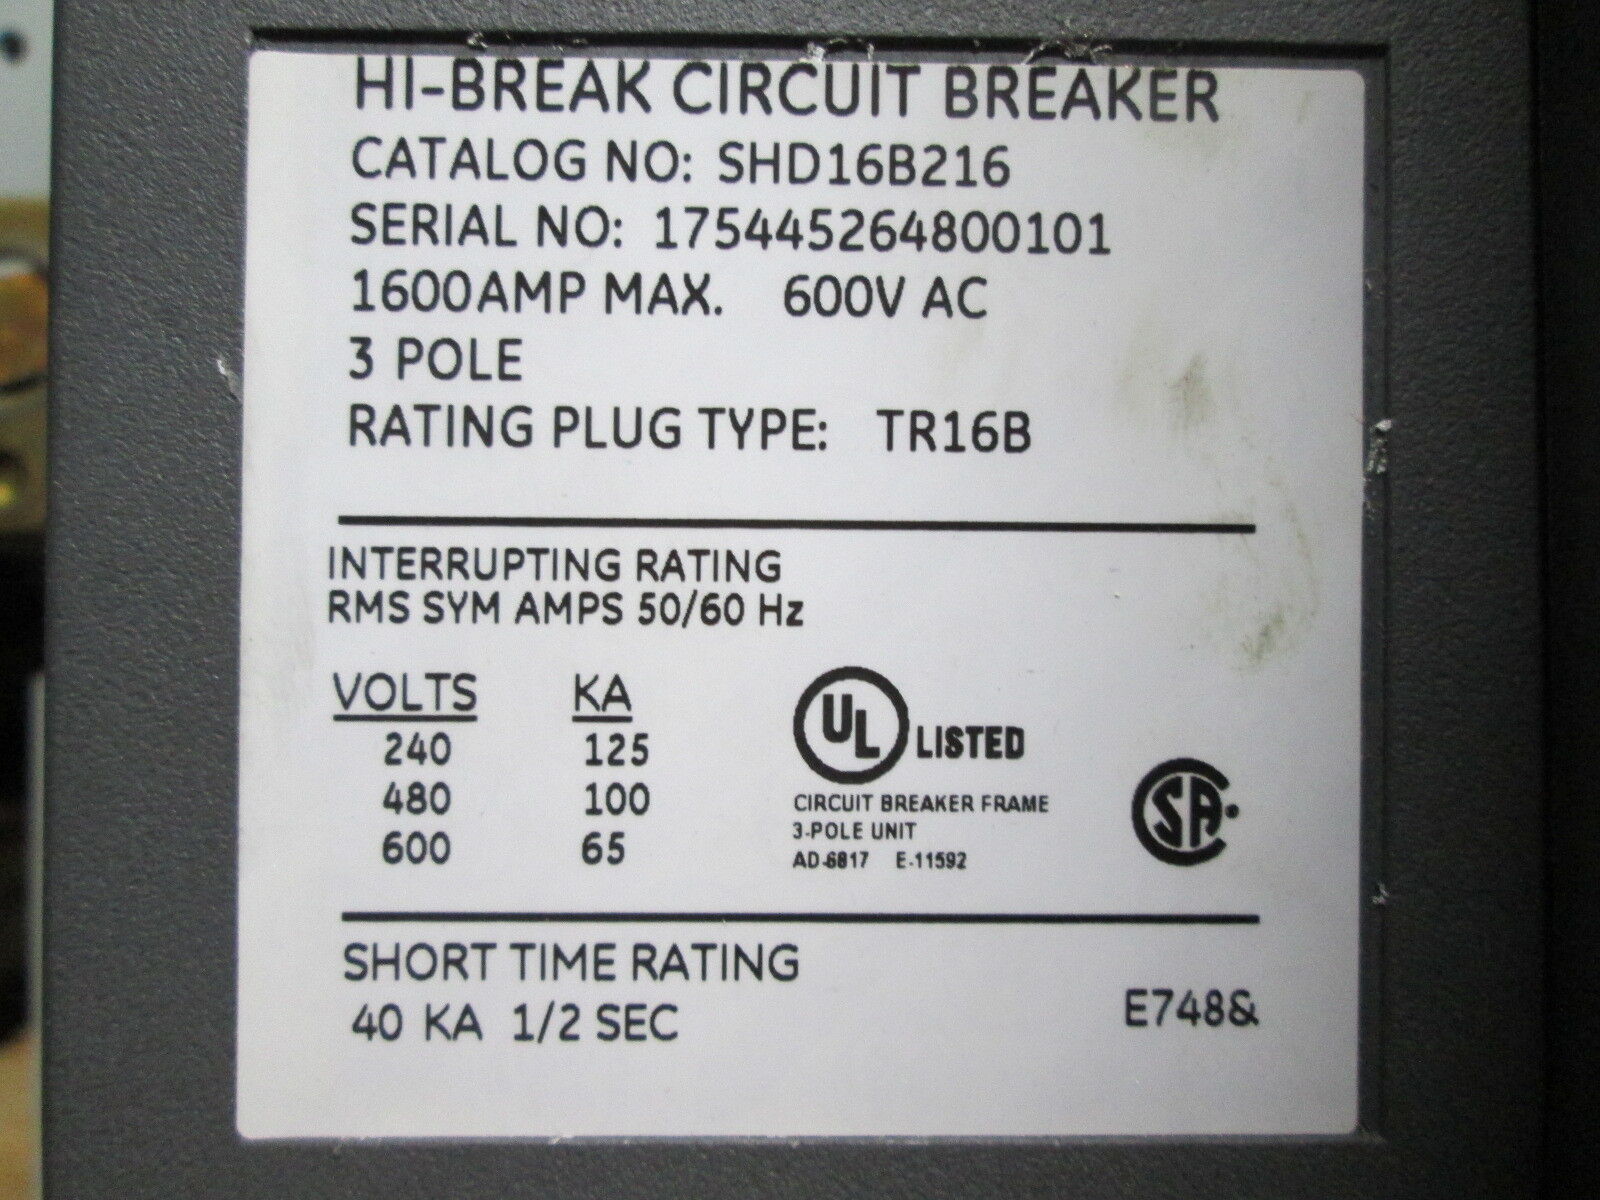 HI-BREAK CIRCUIT BREAKER
CATALOG NO: SHD16B216
SERIAL NO: 175445264800101
1600AMP MAX. 600V AC
3 POLE
RATING PLUG TYPE: TR16B
INTERRUPTING RATING
RMS SYM AMPS 50/60 Hz
VOLTS KA
240 125
480 100
600 65
UL LISTED
CIRCUIT BREAKER FRAME
3-POLE UNIT
AD-6817 E-11592
SA
SHORT TIME RATING
40 KA 1/2 SEC
E748&